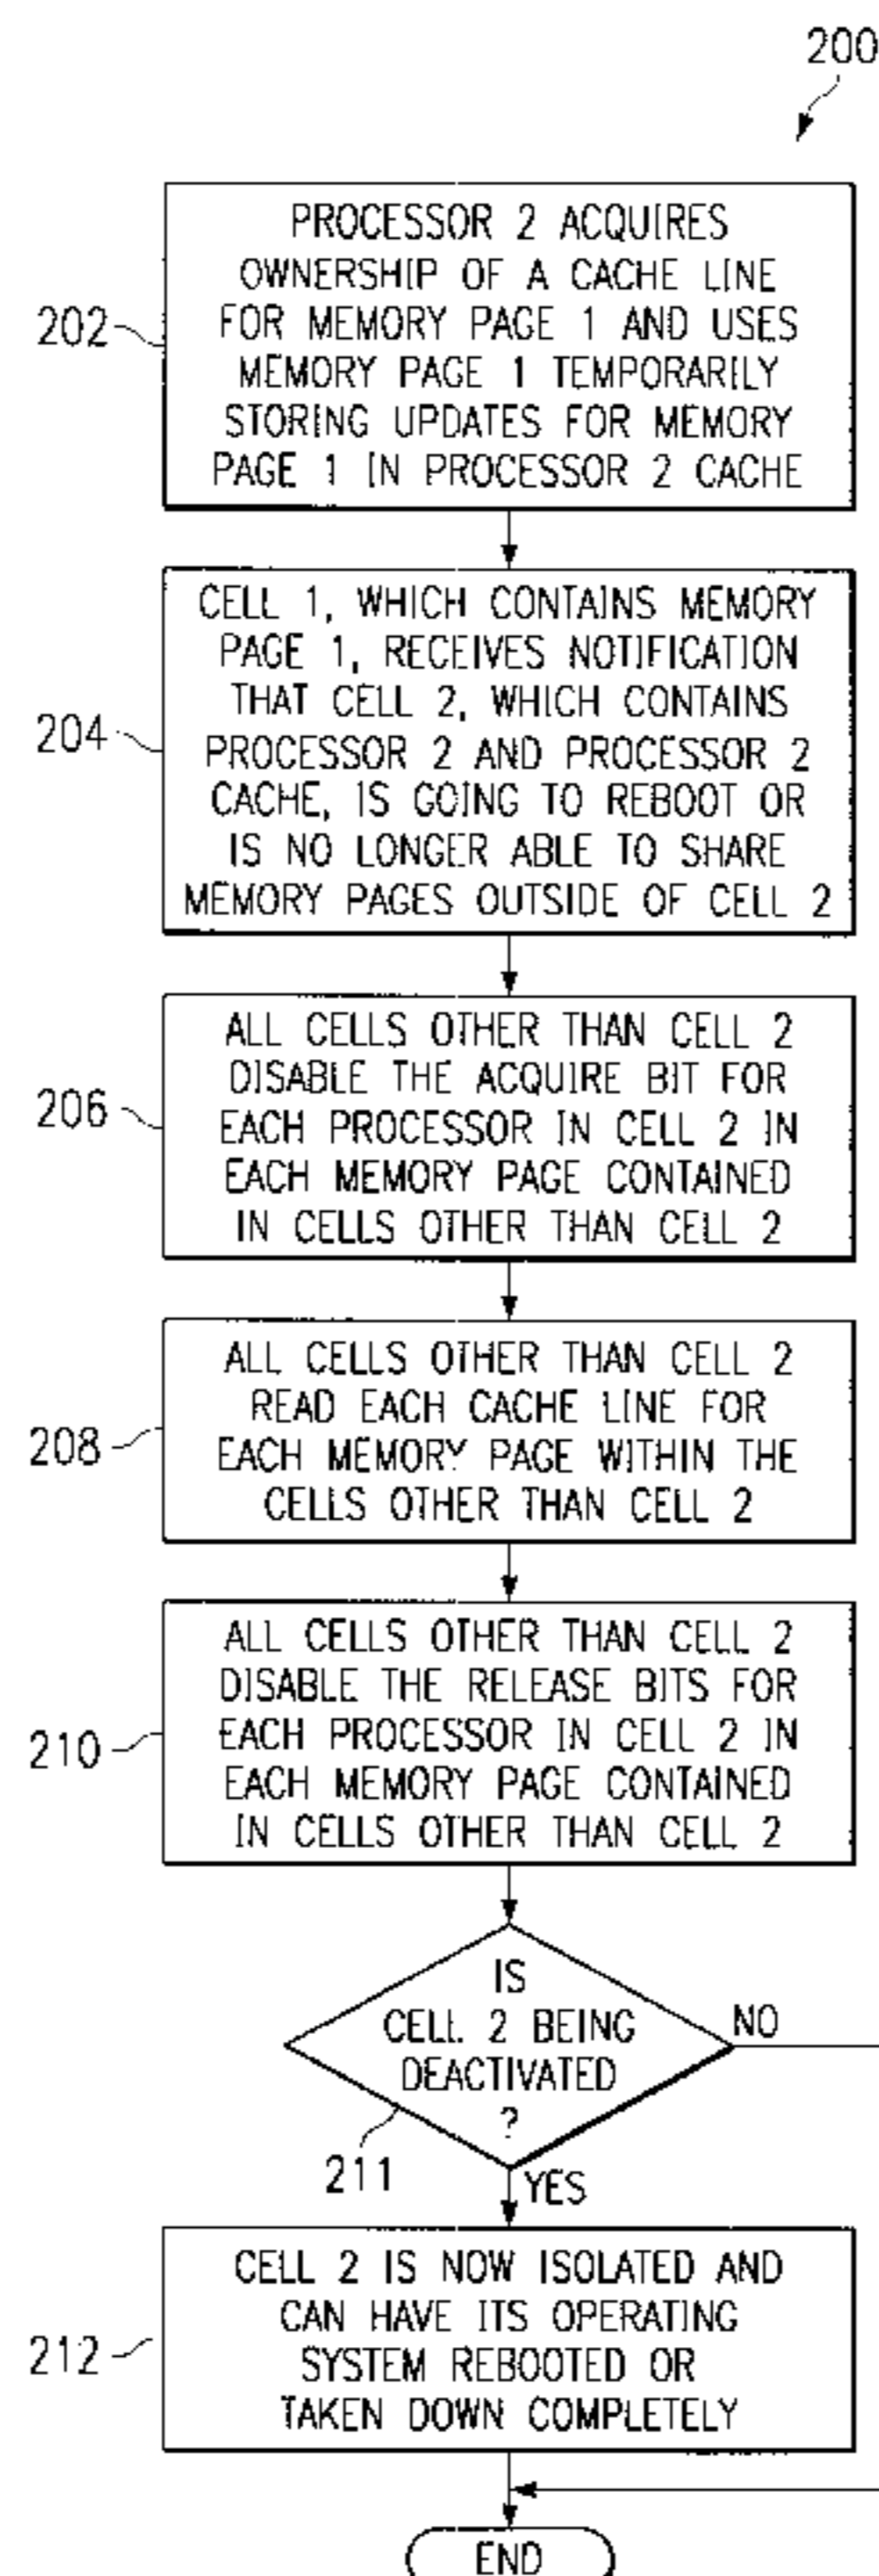 200
PROCESSOR 2 ACQUIRES
OWNERSHIP OF A CACHE LINE
FOR MEMORY PAGE 1 AND USES
MEMORY PAGE 1 TEMPORARILY
STORING UPDATES FOR MEMORY
PAGE 1 IN PROCESSOR 2 CACHE
202
CELL 1, WHICH CONTAINS MEMORY
PAGE 1, RECEIVES NOTIFICATION
THAT CELL 2, WHICH CONTAINS
PROCESSOR 2 AND PROCESSOR 2
CACHE, IS GOING TO REBOOT OR
IS NO LONGER ABLE TO SHARE
MEMORY PAGES OUTSIDE OF CELL 2
204
ALL CELLS OTHER THAN CELL 2
DISABLE THE ACQUIRE BIT FOR
EACH PROCESSOR IN CELL 2 IN
EACH MEMORY PAGE CONTAINED
IN CELLS OTHER THAN CELL 2
206
ALL CELLS OTHER THAN CELL 2
READ EACH CACHE LINE FOR
EACH MEMORY PAGE WITHIN THE
CELLS OTHER THAN CELL 2
208
ALL CELLS OTHER THAN CELL 2
DISABLE THE RELEASE BITS FOR
EACH PROCESSOR IN CELL 2 IN
EACH MEMORY PAGE CONTAINED
IN CELLS OTHER THAN CELL 2
210
IS
CELL 2 BEING
DEACTIVATED
?
NO
211
YES
CELL 2 IS NOW ISOLATED AND
CAN HAVE ITS OPERATING
SYSTEM REBOOTED OR
TAKEN DOWN COMPLETELY
212
END